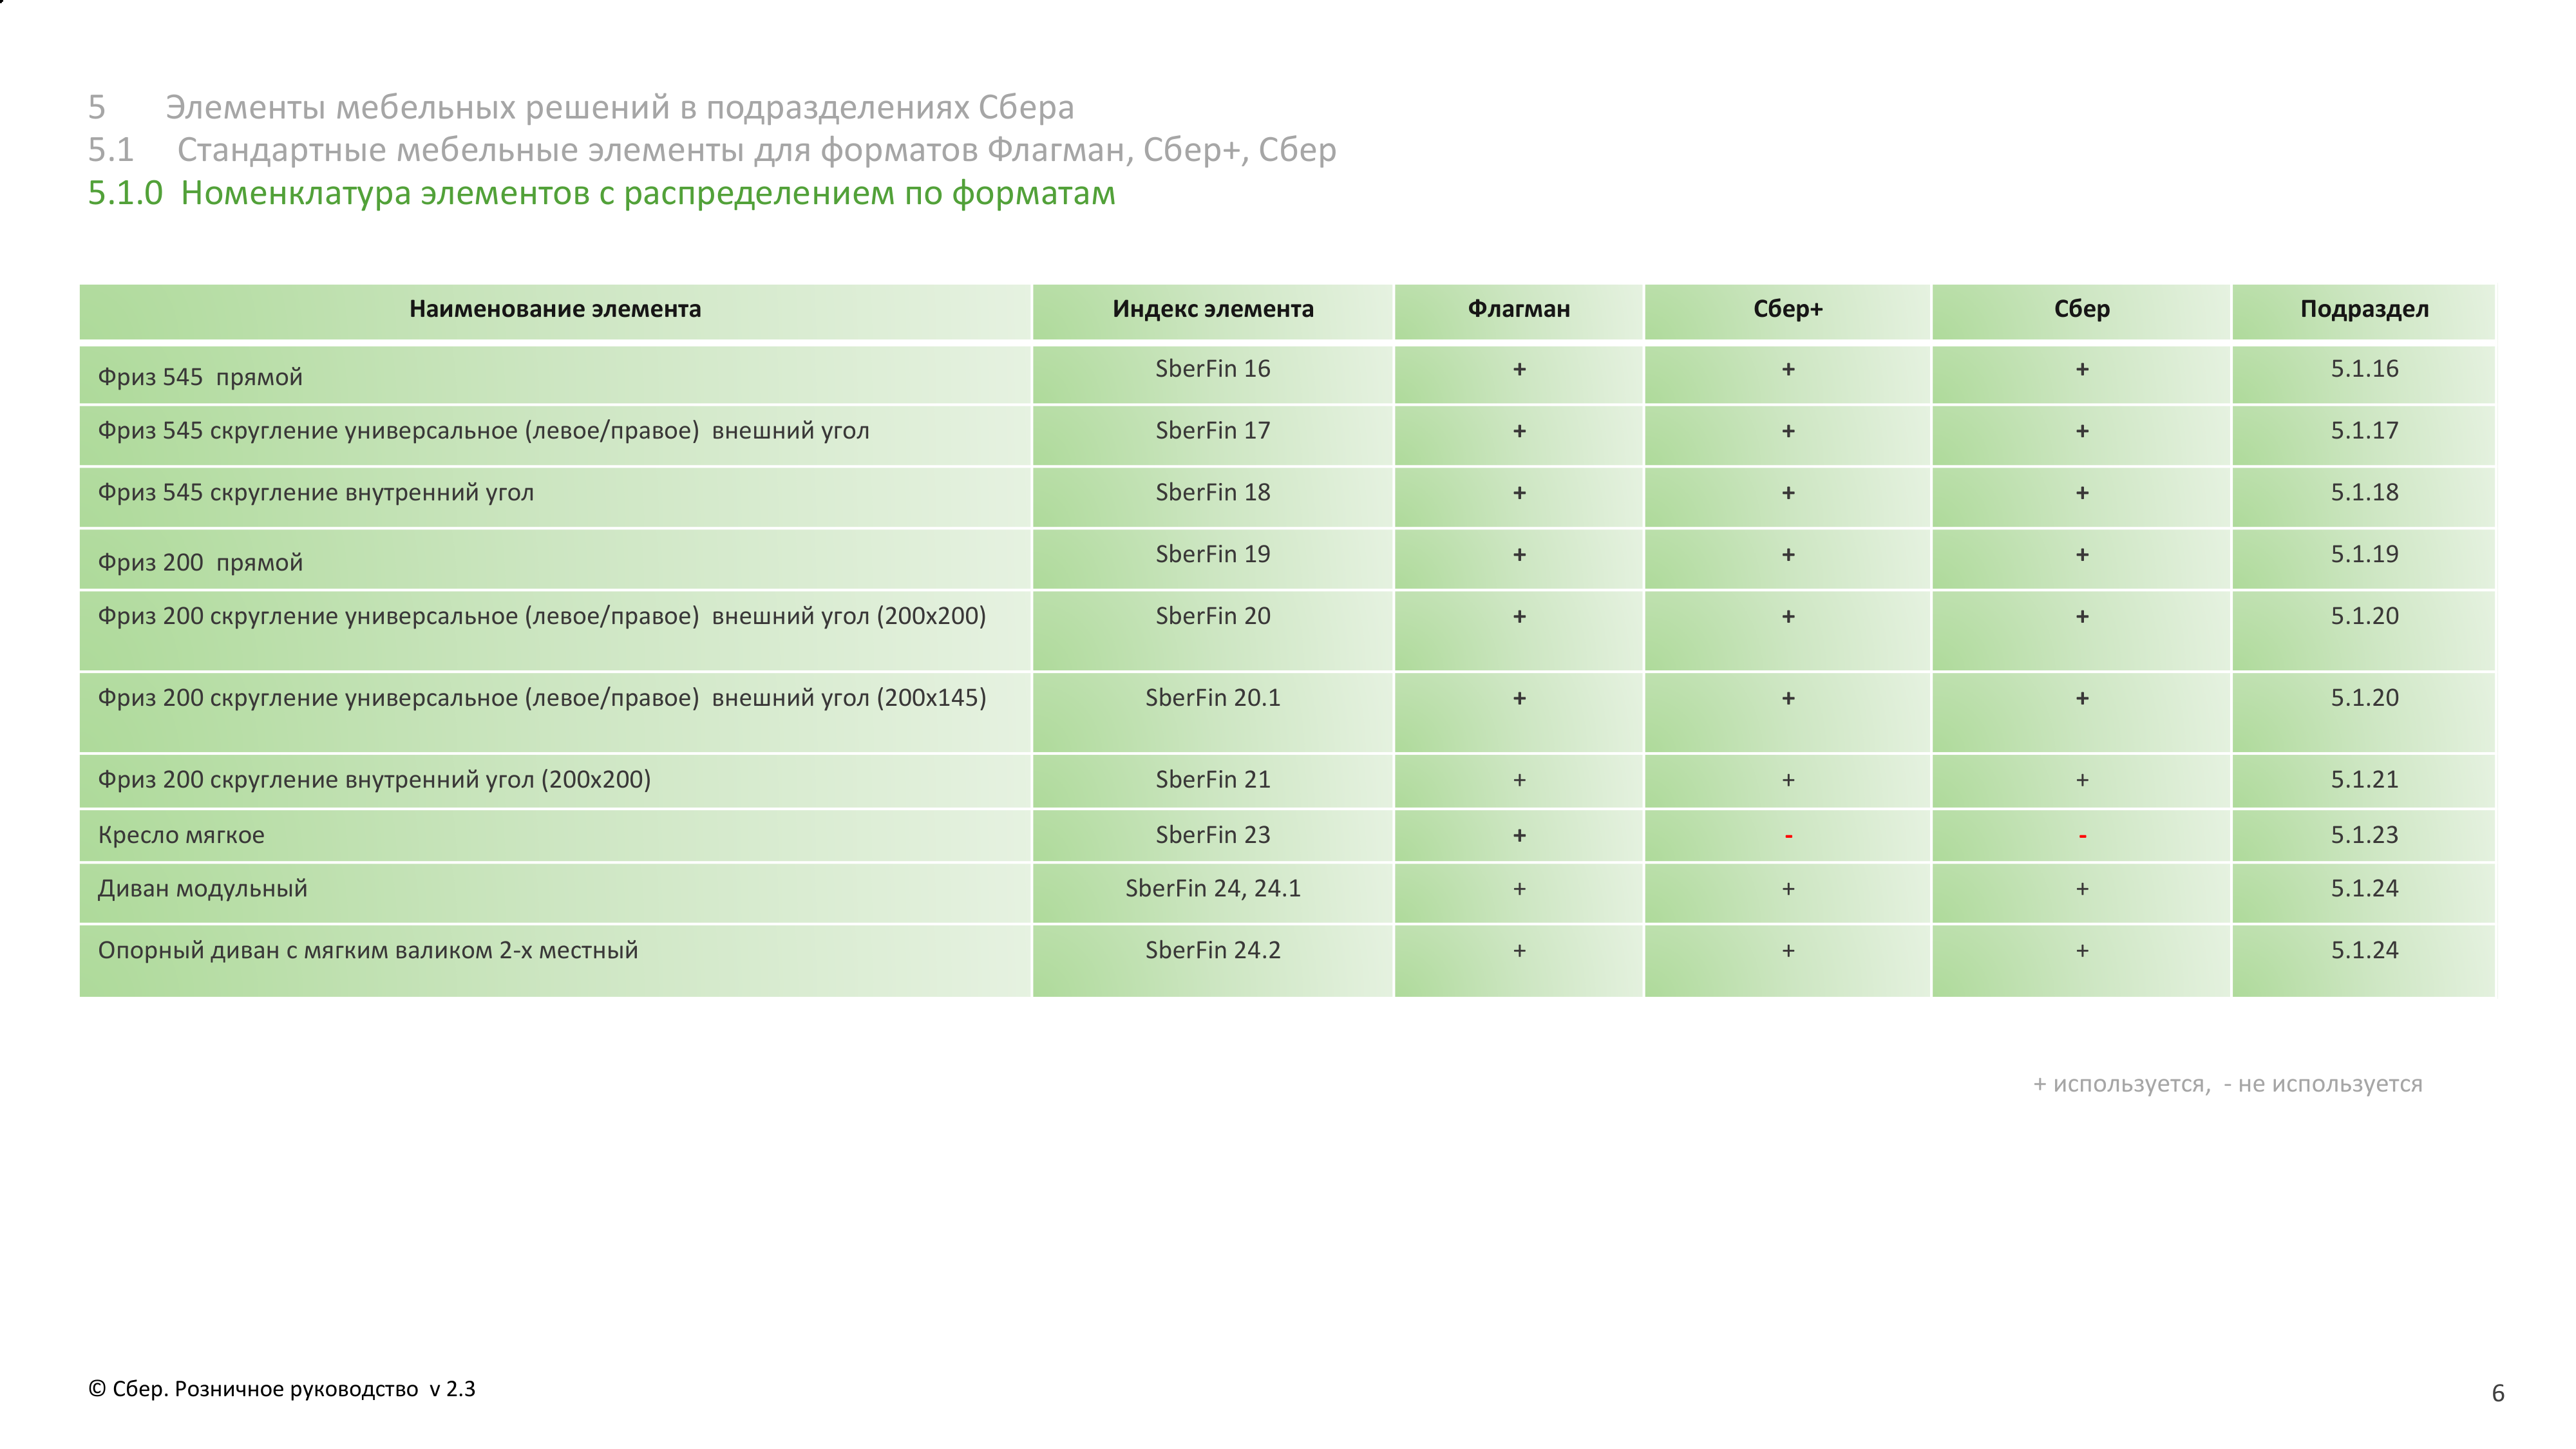 5 Элементы мебельных решений в подразделениях Сбера
5.1 Стандартные мебельные элементы для форматов Флагман, Сбер+, Сбер
5.1.0 Номенклатура элементов с распределением по форматам
Наименование элемента Индекс элемента Флагман Сбер+ Сбер Подраздел
Фриз 545 прямой SberFin 16 + + + 5.1.16
Фриз 545 скругление универсальное (левое/правое) внешний угол SberFin 17 + + + 5.1.17
Фриз 545 скругление внутренний угол SberFin 18 + + + 5.1.18
Фриз 200 прямой SberFin 19 + + + 5.1.19
Фриз 200 скругление универсальное (левое/правое) внешний угол (200х200) SberFin 20 + + + 5.1.20
Фриз 200 скругление универсальное (левое/правое) внешний угол (200х145) SberFin 20.1 + + + 5.1.20
Фриз 200 скругление внутренний угол (200х200) SberFin 21 + + + 5.1.21
Кресло мягкое SberFin 23 + - - 5.1.23
Диван модульный SberFin 24, 24.1 + + + 5.1.24
Опорный диван с мягким валиком 2-х местный SberFin 24.2 + + + 5.1.24
+ используется, - не используется
© Сбер. Розничное руководство v 2.3
6